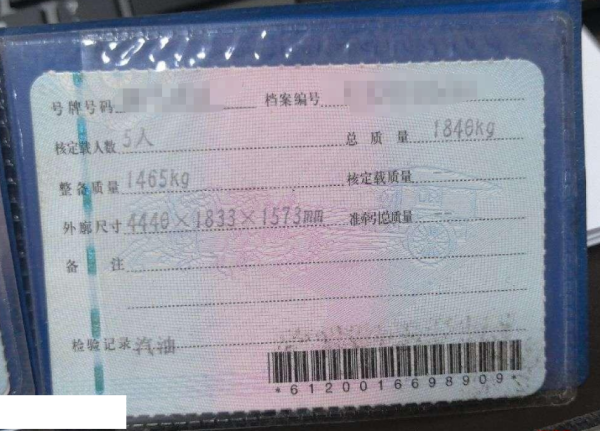 号牌号码 档案编号
核定载人数 5人 总质量 1840kg
整备质量 1465kg 核定载质量
外廓尺寸 4440×1833×1573mm 准牵引总质量 --
备注
检验记录 汽油
*6120016698909*